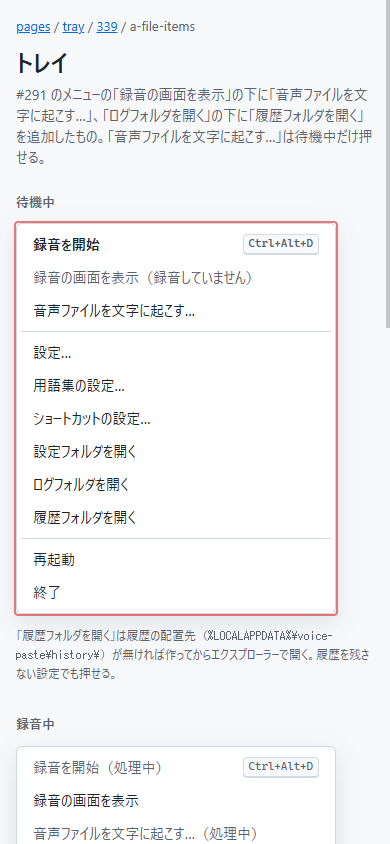 pages / tray / 339 / a-file-items
トレイ
#291 のメニューの「録音の画面を表示」の下に「音声ファイルを文
字に起こす...」、「ログフォルダを開く」の下に「履歴フォルダを開く」
を追加したもの。「音声ファイルを文字に起こす...」は待機中だけ押
せる。
待機中
録音を開始 Ctrl+Alt+D
録音の画面を表示（録音していません）
音声ファイルを文字に起こす...
設定...
用語集の設定...
ショートカットの設定...
設定フォルダを開く
ログフォルダを開く
履歴フォルダを開く
再起動
終了
「履歴フォルダを開く」は履歴の配置先（%LOCALAPPDATA%¥voice-
paste¥history¥）が無ければ作ってからエクスプローラーで開く。履歴を残さ
ない設定でも押せる。
録音中
録音を開始（処理中） Ctrl+Alt+D
録音の画面を表示
音声ファイルを文字に起こす...（処理中）